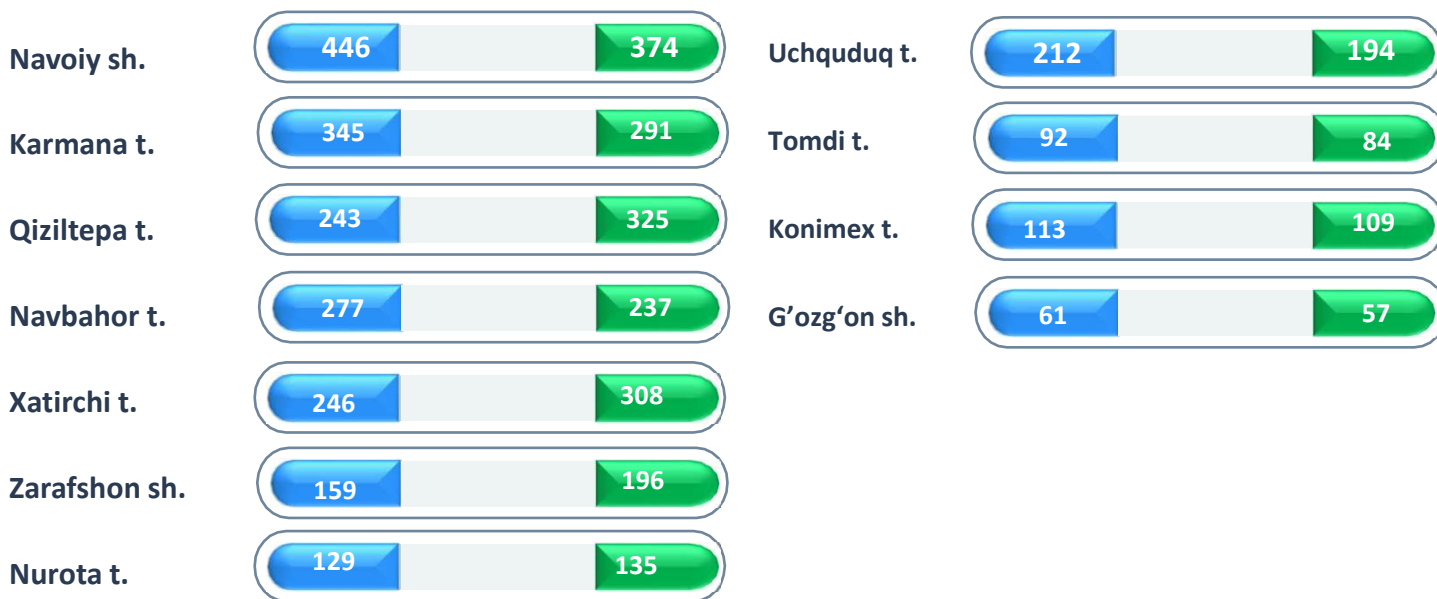 Navoiy sh. 446 374
Karmana t. 345 291
Qiziltepa t. 243 325
Navbahor t. 277 237
Xatirchi t. 246 308
Zarafshon sh. 159 196
Nurota t. 129 135
Uchquduq t. 212 194
Tomdi t. 92 84
Konimex t. 113 109
G’ozg‘on sh. 61 57